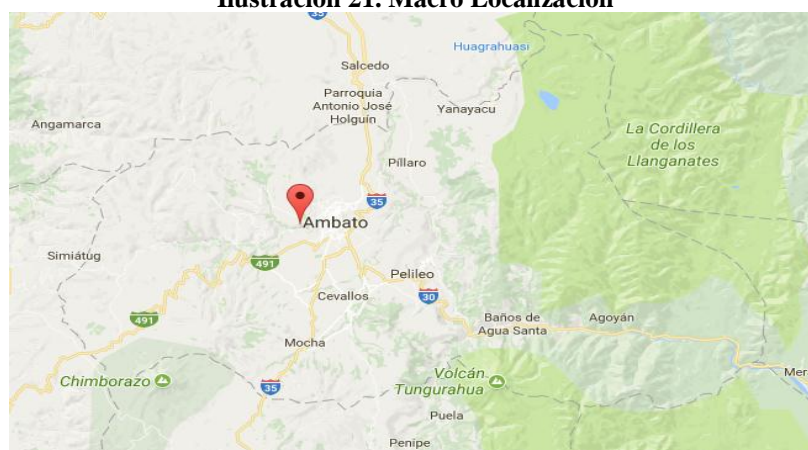 Ilustración 21. Macro Localización
35
Huagrahuasi
Salcedo
Parroquia
Antonio José
Holguín
Yanayacu
Angamarca
La Cordillera
de los
Llanganates
Píllaro
35
Ambato
Simiátug
491
Pelileo
30
Cevallos
491
Baños de
Agua Santa
Agoyán
Mocha
Mer
Chimborazo
35
Volcán
Tungurahua
Puela
Penipe